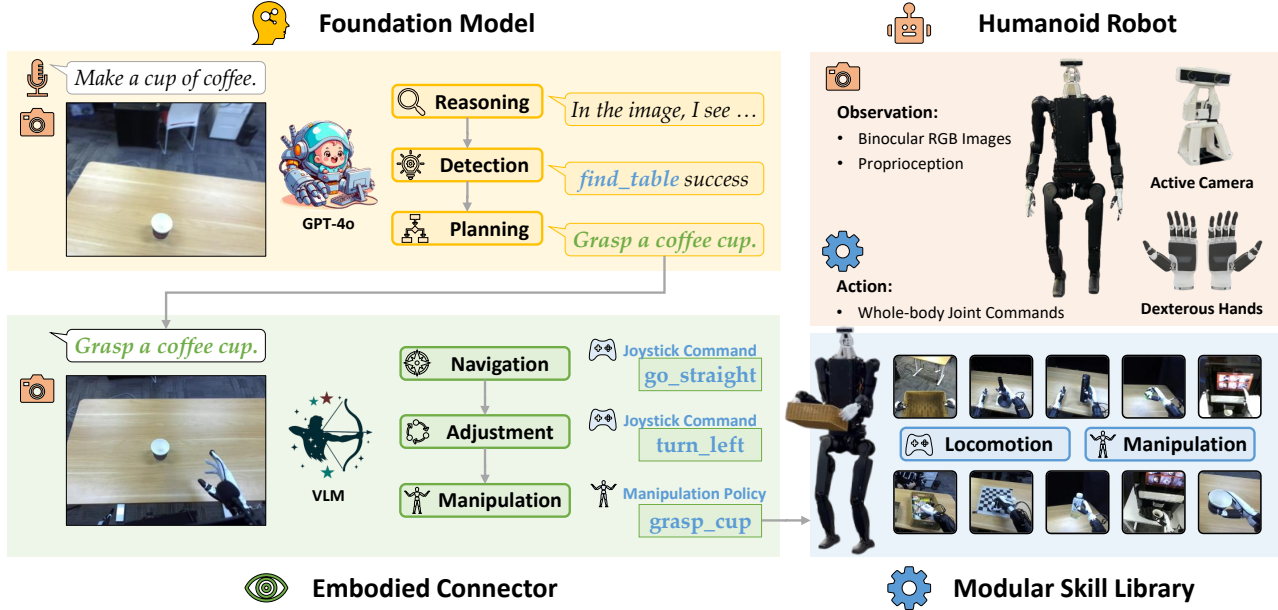 Foundation Model
Make a cup of coffee.
GPT-4o
Reasoning
In the image, I see …
Detection
find_table success
Planning
Grasp a coffee cup.
Humanoid Robot
Observation:
• Binocular RGB Images
• Proprioception
Action:
• Whole-body Joint Commands
Active Camera
Dexterous Hands
Grasp a coffee cup.
VLM
Navigation
Joystick Command
go_straight
Adjustment
Joystick Command
turn_left
Manipulation
Manipulation Policy
grasp_cup
Embodied Connector
Locomotion
Manipulation
Modular Skill Library